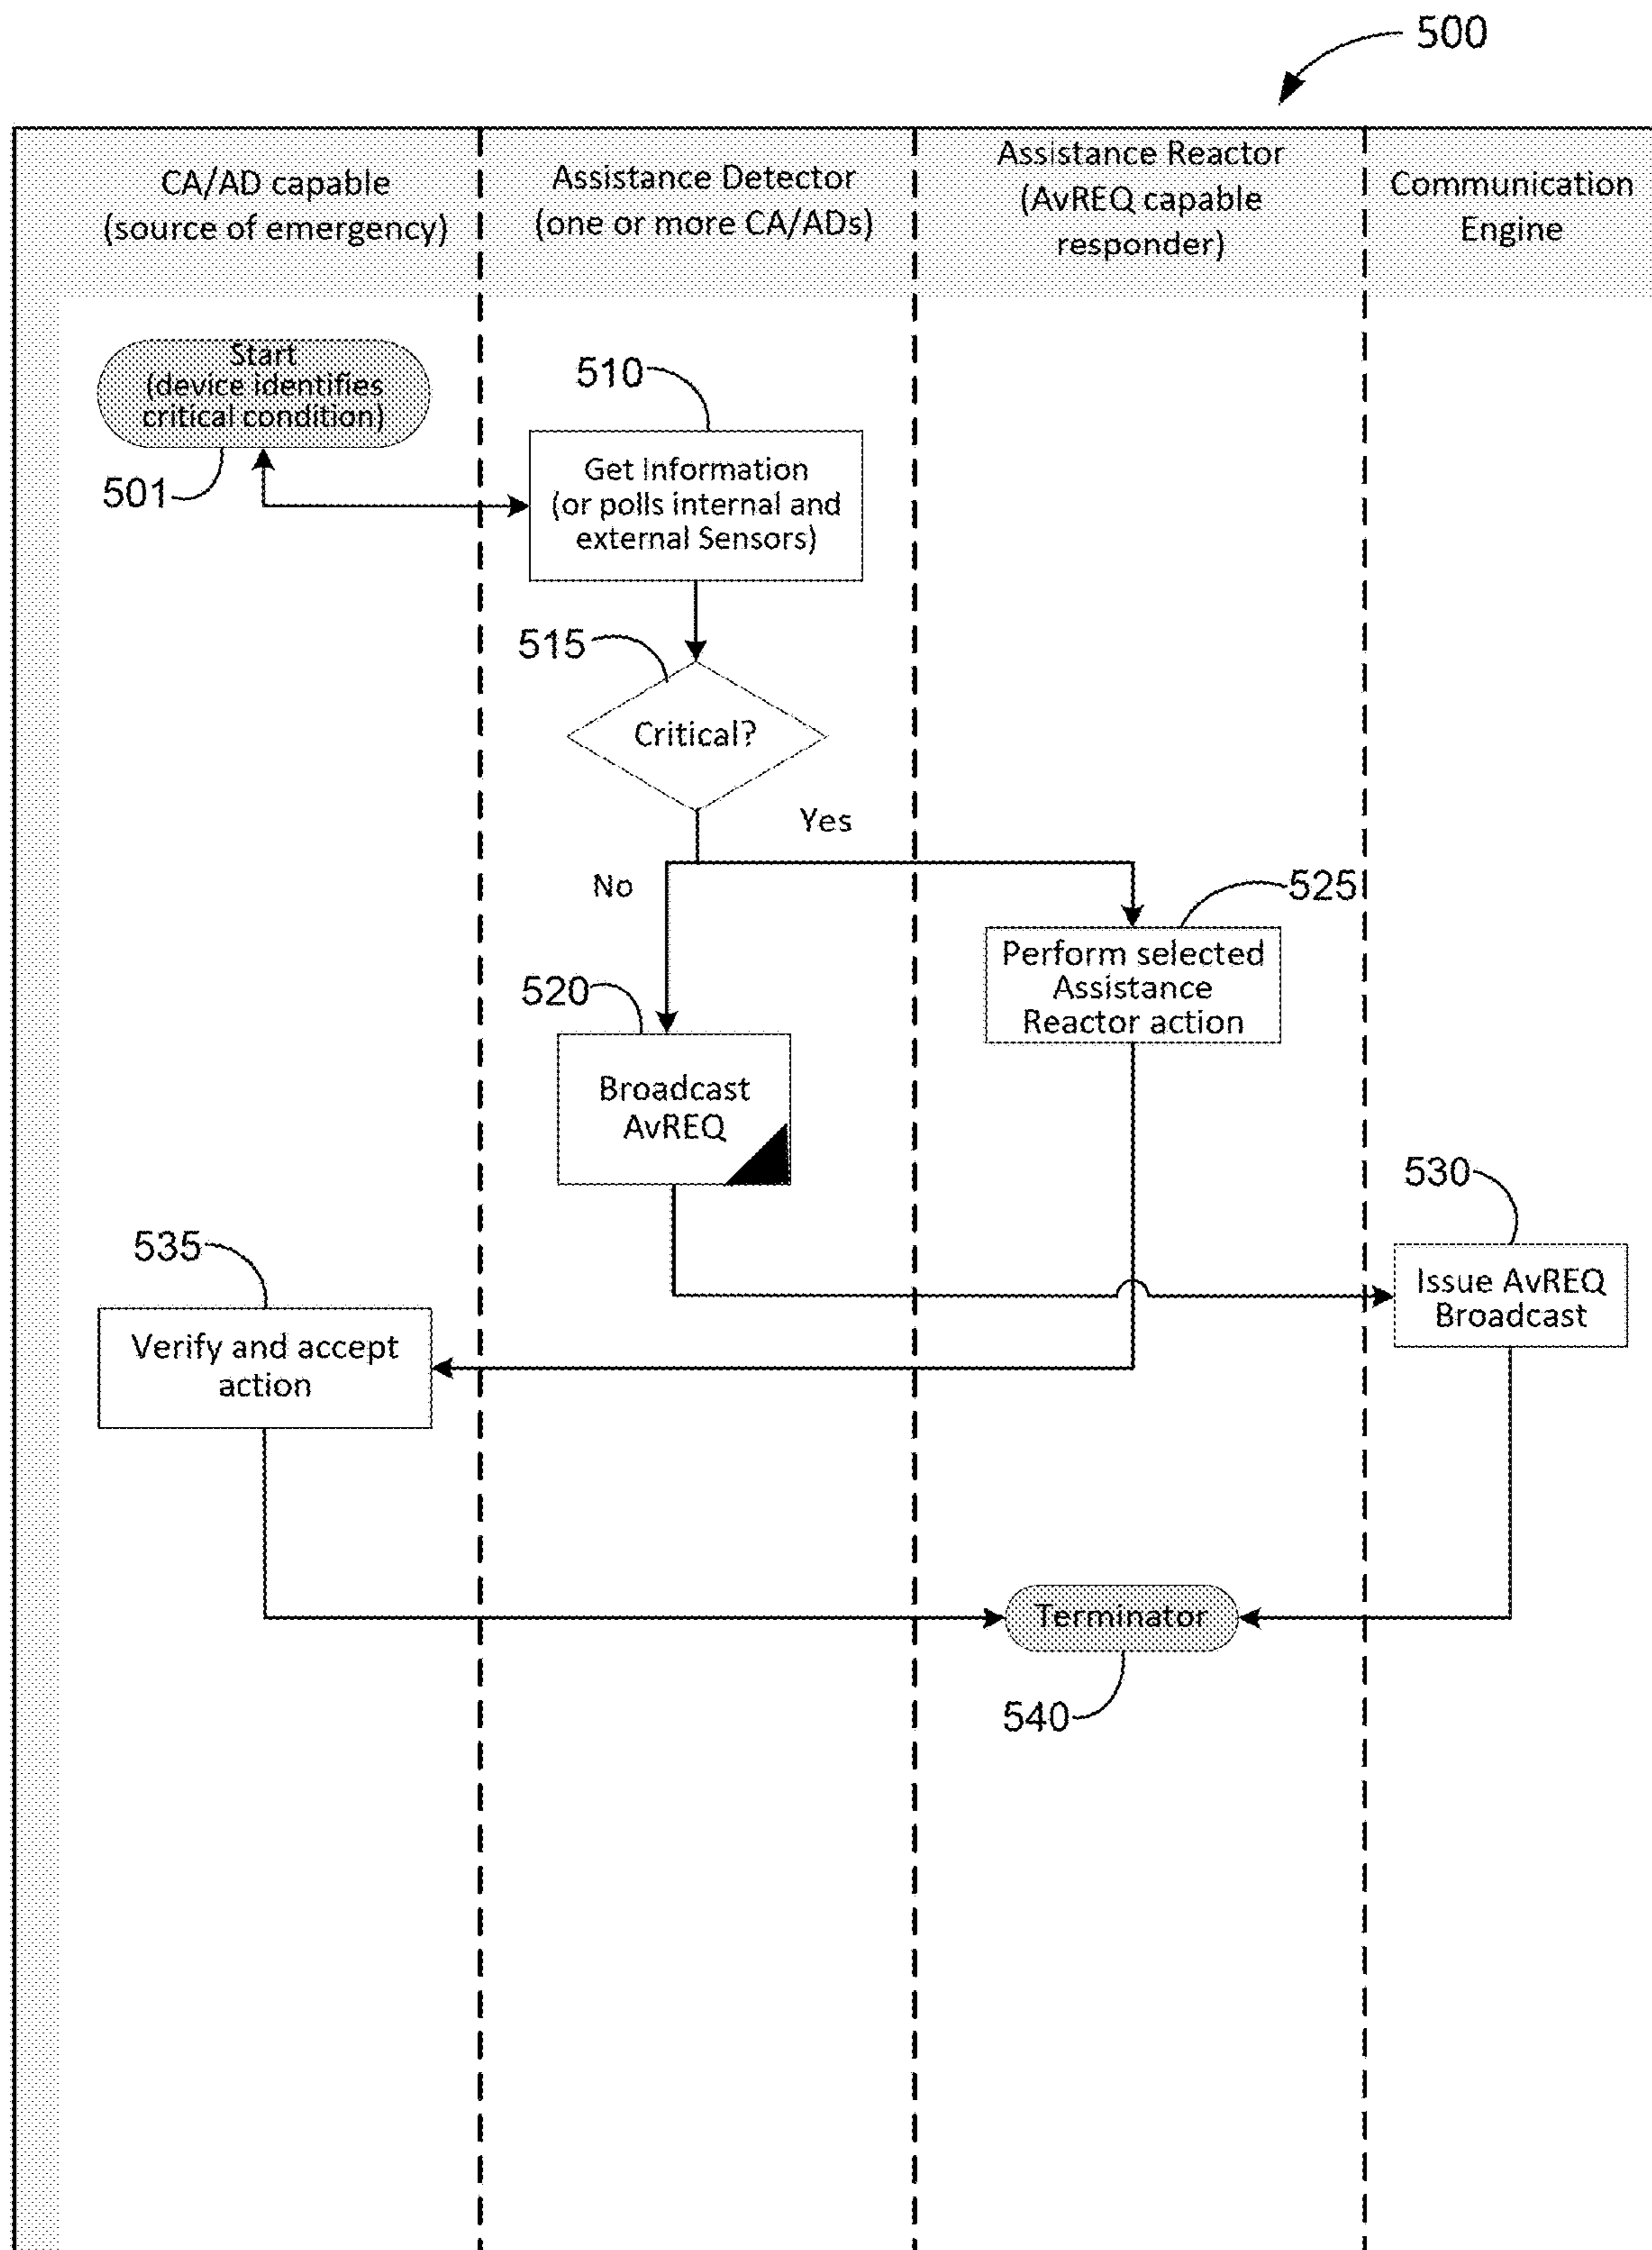 500
CA/AD capable
(source of emergency)
Assistance Detector
(one or more CA/ADs)
Assistance Reactor
(AvREQ capable
responder)
Communication
Engine
Start
(device identifies
critical condition)
501
510
Get Information
(or polls internal and
external Sensors)
515
Critical?
Yes
No
525
Perform selected
Assistance
Reactor action
520
Broadcast
AvREQ
530
Issue AvREQ
Broadcast
535
Verify and accept
action
Terminator
540